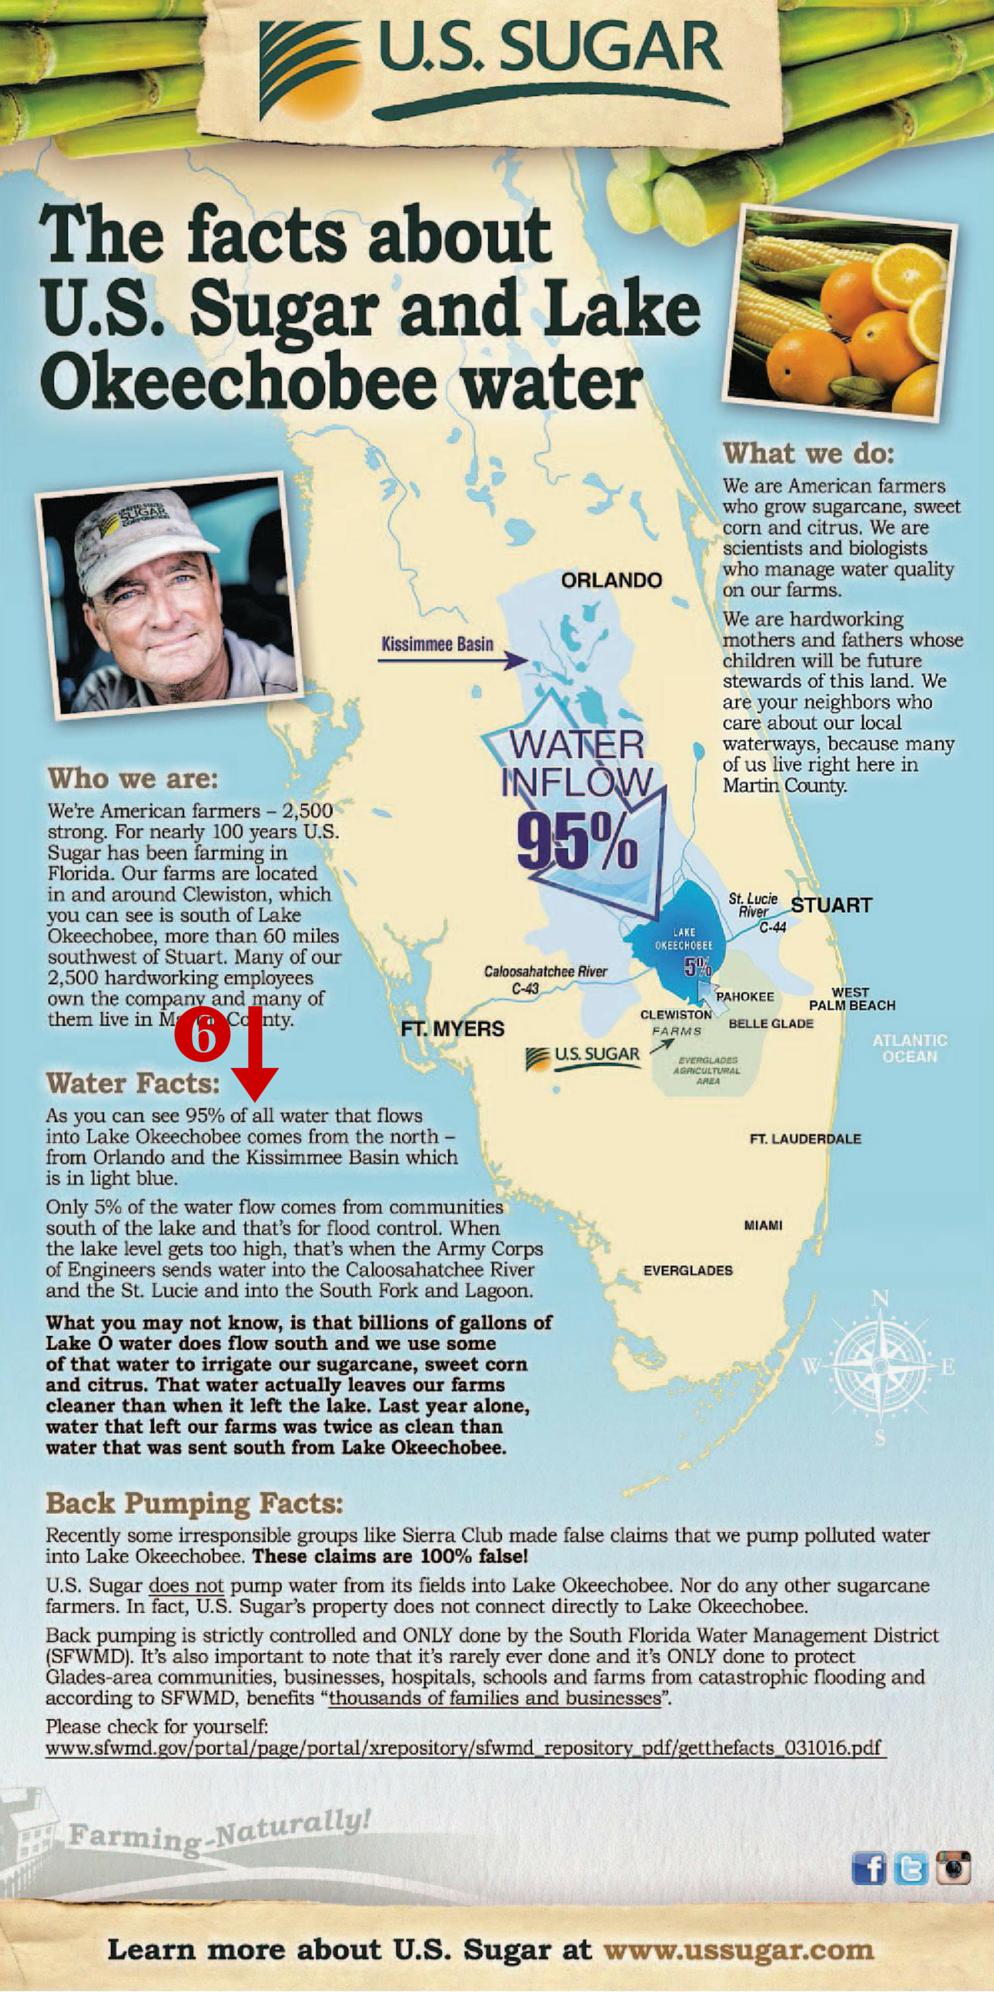 U.S. SUGAR
The facts about
U.S. Sugar and Lake
Okeechobee water
UNITED STATES
SUGAR
CORPORATION
What we do:
We are American farmers
who grow sugarcane, sweet
corn and citrus. We are
scientists and biologists
who manage water quality
on our farms.
We are hardworking
mothers and fathers whose
children will be future
stewards of this land. We
are your neighbors who
care about our local
waterways, because many
of us live right here in
Martin County.
ORLANDO
Kissimmee Basin
WATER
INFLOW
95%
Who we are:
We're American farmers – 2,500
strong. For nearly 100 years U.S.
Sugar has been farming in
Florida. Our farms are located
in and around Clewiston, which
you can see is south of Lake
Okeechobee, more than 60 miles
southwest of Stuart. Many of our
2,500 hardworking employees
own the company and many of
them live in County.
6
St. Lucie
River
C-44
STUART
LAKE
OKEECHOBEE
5%
Caloosahatchee River
C-43
FT. MYERS
CLEWISTON
FARMS
PAHOKEE
BELLE GLADE
WEST
PALM BEACH
U.S. SUGAR
EVERGLADES
AGRICULTURAL
AREA
ATLANTIC
OCEAN
FT. LAUDERDALE
MIAMI
EVERGLADES
N
W
E
S
Water Facts:
As you can see 95% of all water that flows
into Lake Okeechobee comes from the north –
from Orlando and the Kissimmee Basin which
is in light blue.
Only 5% of the water flow comes from communities
south of the lake and that's for flood control. When
the lake level gets too high, that's when the Army Corps
of Engineers sends water into the Caloosahatchee River
and the St. Lucie and into the South Fork and Lagoon.
What you may not know, is that billions of gallons of
Lake O water does flow south and we use some
of that water to irrigate our sugarcane, sweet corn
and citrus. That water actually leaves our farms
cleaner than when it left the lake. Last year alone,
water that left our farms was twice as clean than
water that was sent south from Lake Okeechobee.
Back Pumping Facts:
Recently some irresponsible groups like Sierra Club made false claims that we pump polluted water
into Lake Okeechobee. These claims are 100% false!
U.S. Sugar does not pump water from its fields into Lake Okeechobee. Nor do any other sugarcane
farmers. In fact, U.S. Sugar's property does not connect directly to Lake Okeechobee.
Back pumping is strictly controlled and ONLY done by the South Florida Water Management District
(SFWMD). It's also important to note that it's rarely ever done and it's ONLY done to protect
Glades-area communities, businesses, hospitals, schools and farms from catastrophic flooding and
according to SFWMD, benefits "thousands of families and businesses".
Please check for yourself:
www.sfwmd.gov/portal/page/portal/xrepository/sfwmd_repository_pdf/getthefacts_031016.pdf
Farming-Naturally!
Learn more about U.S. Sugar at www.ussugar.com